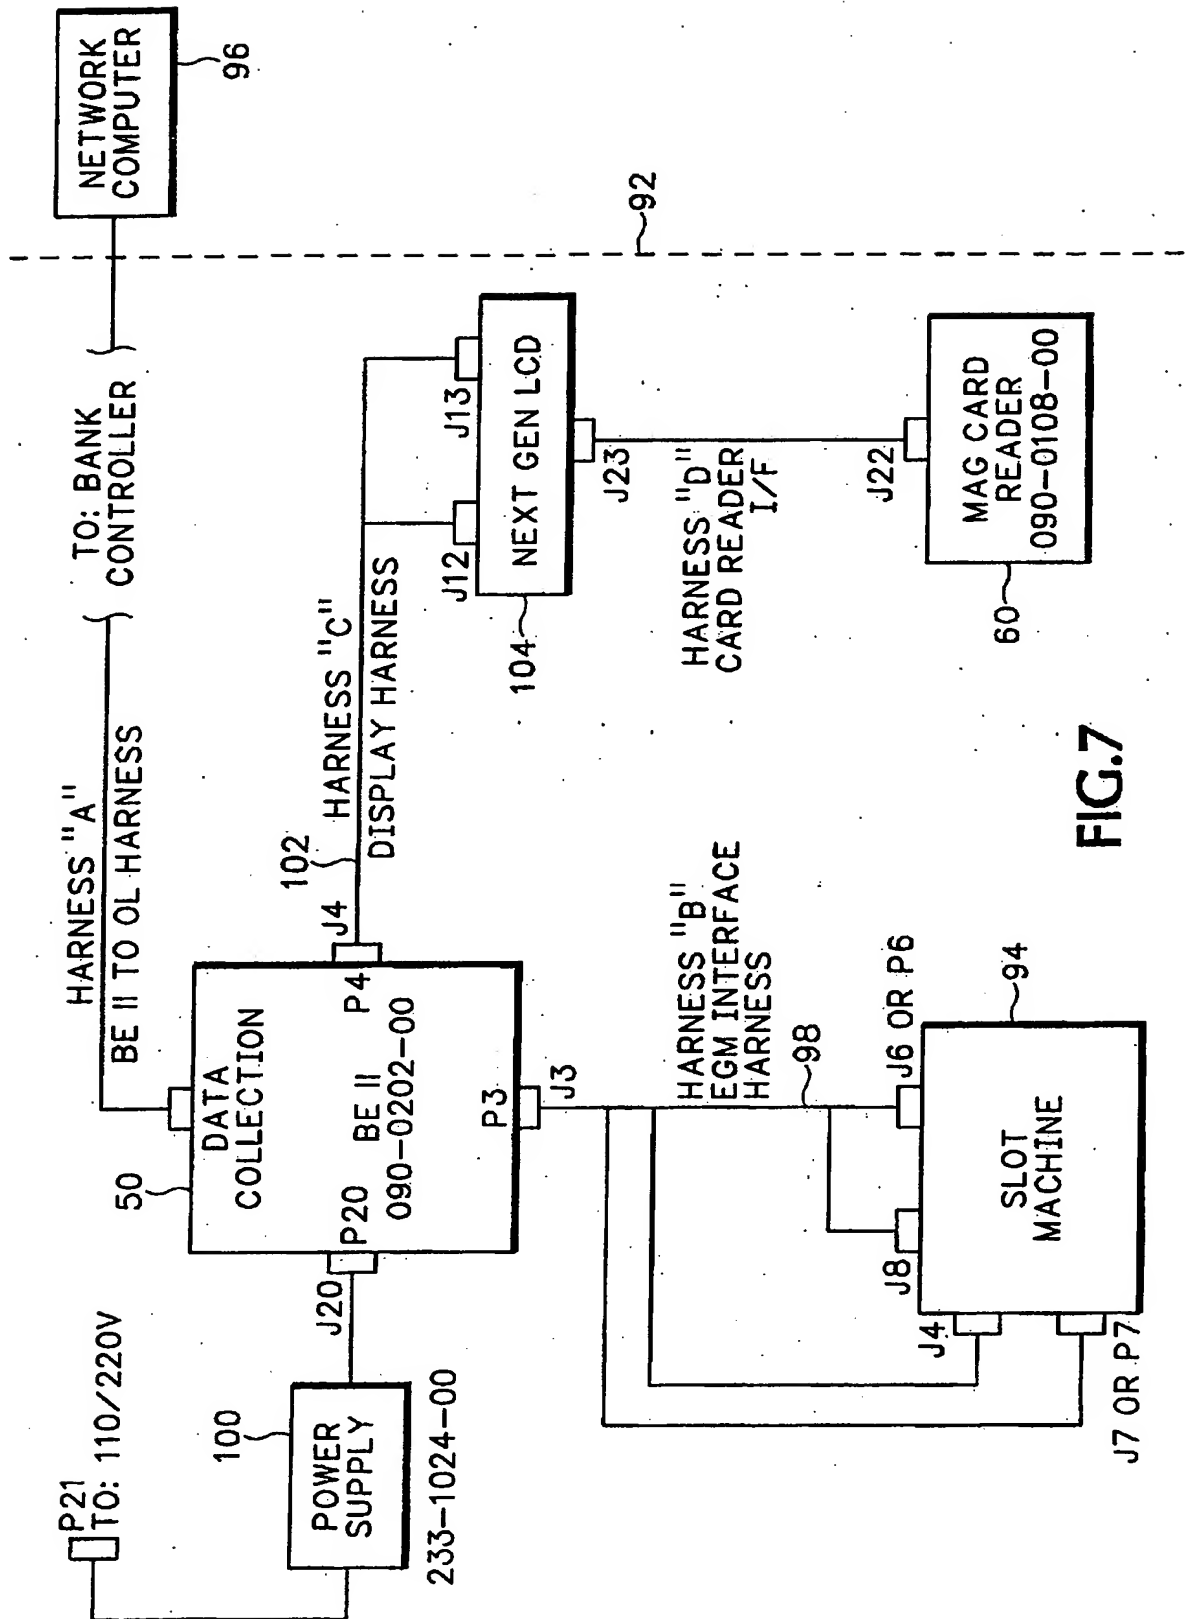 P21
TO: 110/220V
HARNESS "A"
BE II TO OL HARNESS
TO: BANK
CONTROLLER
NETWORK
COMPUTER
96
100
POWER
SUPPLY
233-1024-00
J20
50
DATA
COLLECTION
P20
BE II
090-0202-00
P4
P3
J4
J3
102
HARNESS "C"
DISPLAY HARNESS
J12
J13
NEXT GEN LCD
104
J23
92
HARNESS "D"
CARD READER
I/F
J22
MAG CARD
READER
090-0108-00
60
HARNESS "B"
EGM INTERFACE
HARNESS
98
J8
J6 OR P6
J4
J7 OR P7
SLOT
MACHINE
94
FIG.7